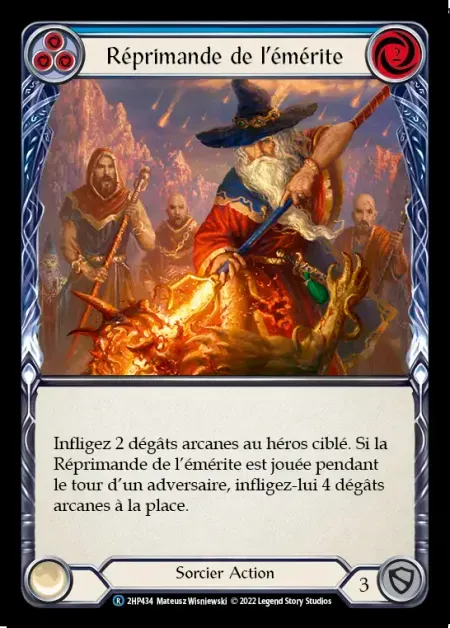 Réprimande de l'émérite
2
Infligez 2 dégâts arcanes au héros ciblé. Si la
Réprimande de l'émérite est jouée pendant
le tour d'un adversaire, infligez-lui 4 dégâts
arcanes à la place.
Sorcier Action
3
R 2HP434 Mateusz Wisniewski © 2022 Legend Story Studios